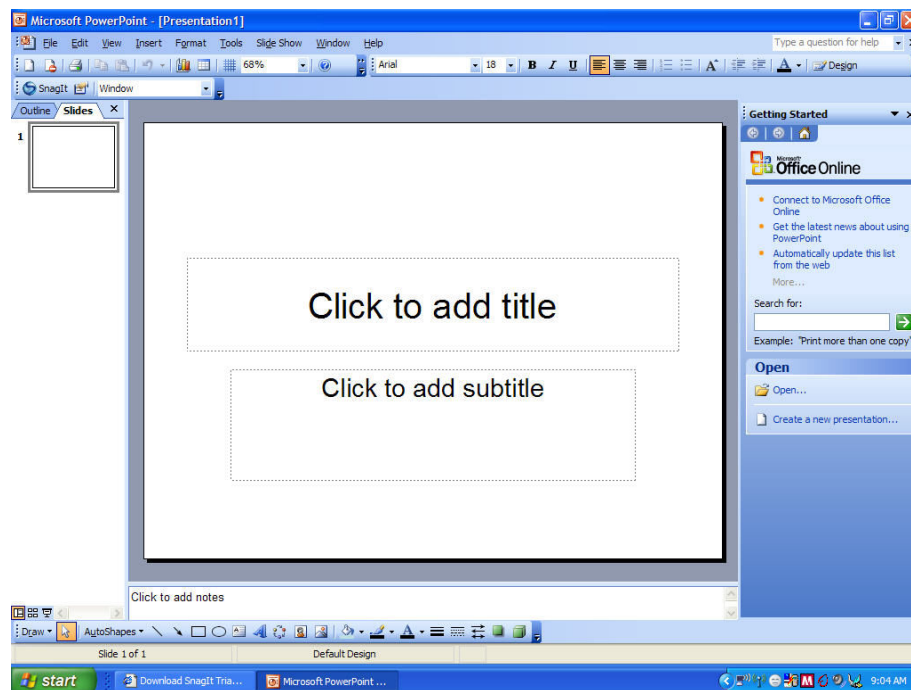 Microsoft PowerPoint - [Presentation1]
File Edit View Insert Format Tools Slide Show Window Help Type a question for help
68% Arial 18 B I U A A Design
SnagIt Window
Outline Slides
Getting Started
1
Microsoft
Office Online
Connect to Microsoft Office
Online
Get the latest news about using
PowerPoint
Automatically update this list
from the web
More...
Search for:
Example: "Print more than one copy"
Click to add title
Open
Click to add subtitle
Open...
Create a new presentation...
Click to add notes
Draw AutoShapes A
Slide 1 of 1 Default Design
start Download SnagIt Tria... Microsoft PowerPoint ... 9:04 AM